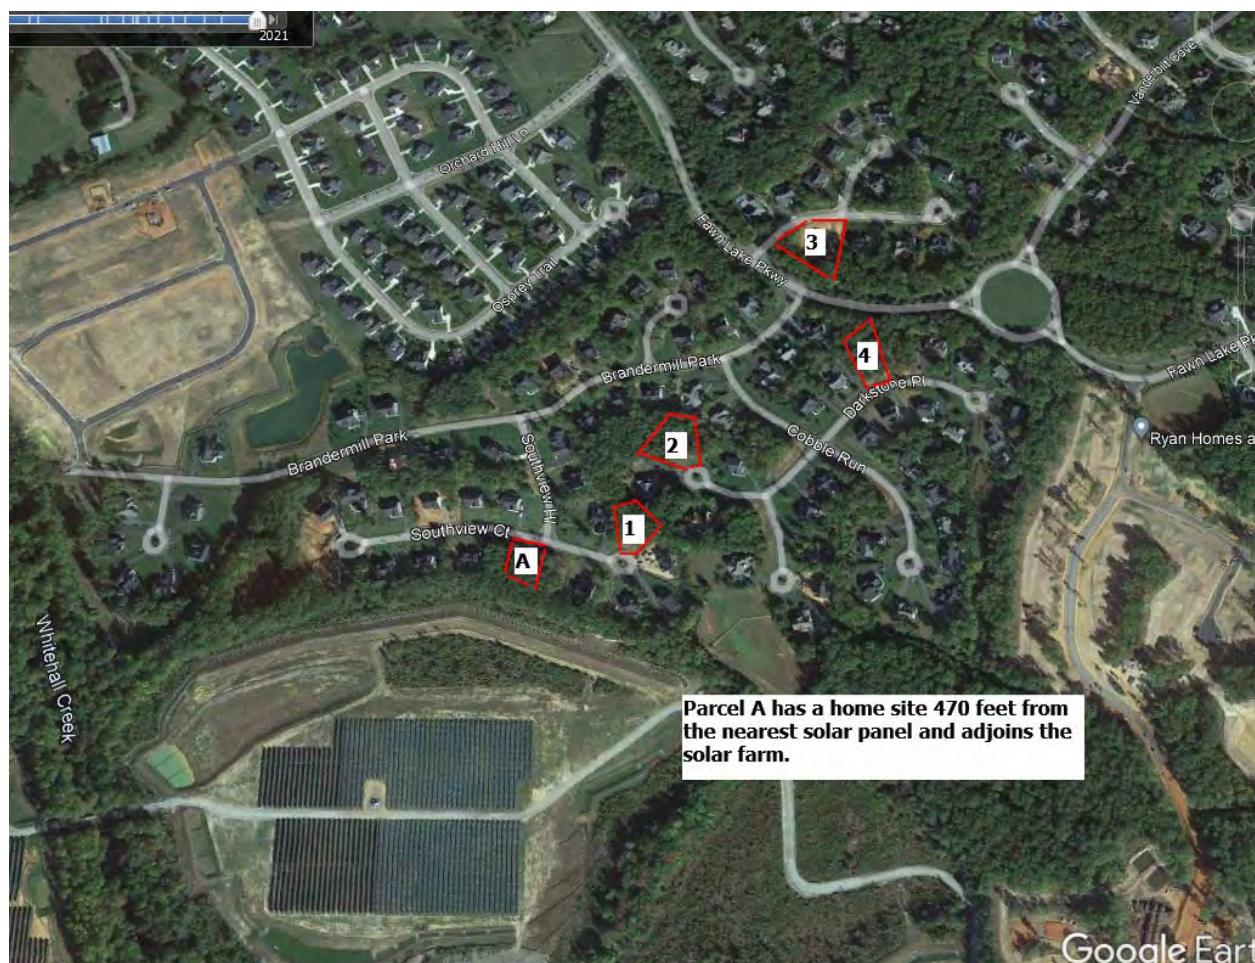 2021
Vanderbilt Cove
Orchard Hill Ln
Fawn Lake Pkwy
3
Osprey Trail
4
Brandermill Park
Fawn Lake Pk
Darkstone Pl
Ryan Homes a
2
Cobble Run
Brandermill Park
Southview Hl
1
Southview Ct
A
Whitehall Creek
Parcel A has a home site 470 feet from
the nearest solar panel and adjoins the
solar farm.
Google Eart